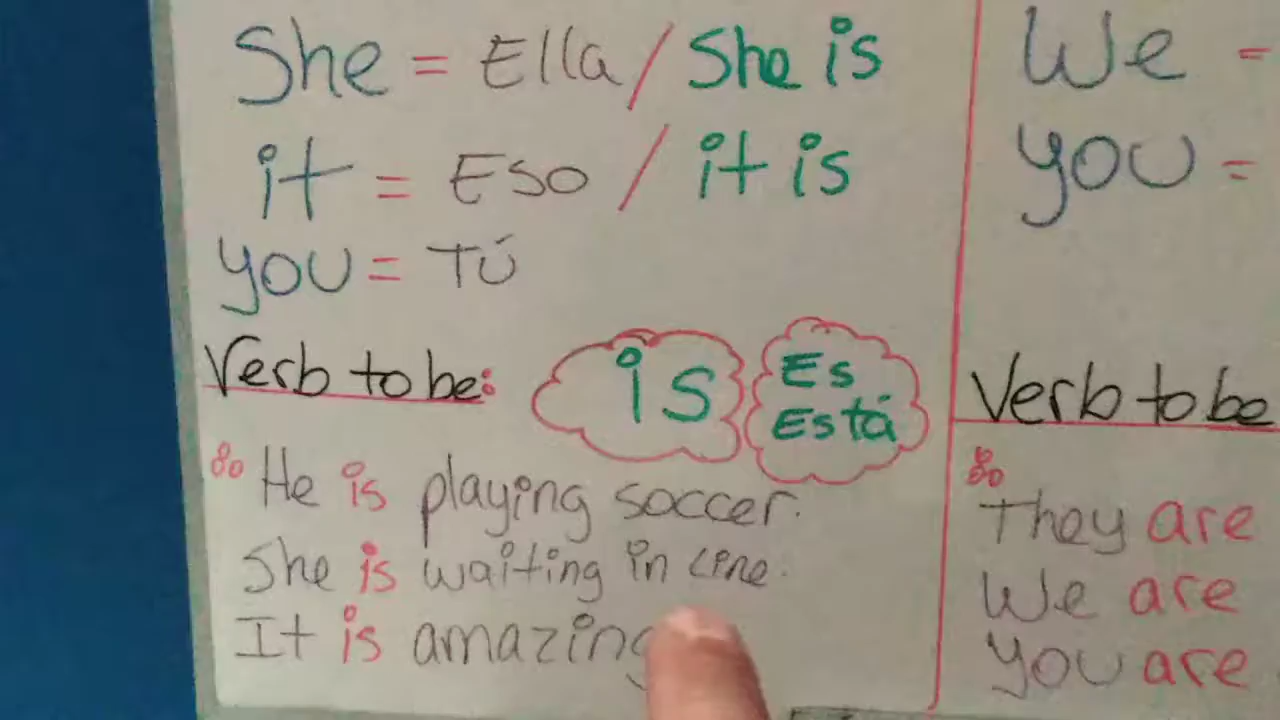 She = Ella / She is
it = Eso / it is
you = Tú
Verb to be:
is
Es
Está
He is playing soccer.
She is waiting in Line.
It is amazing
We =
you =
Verb to be
They are
We are
You are